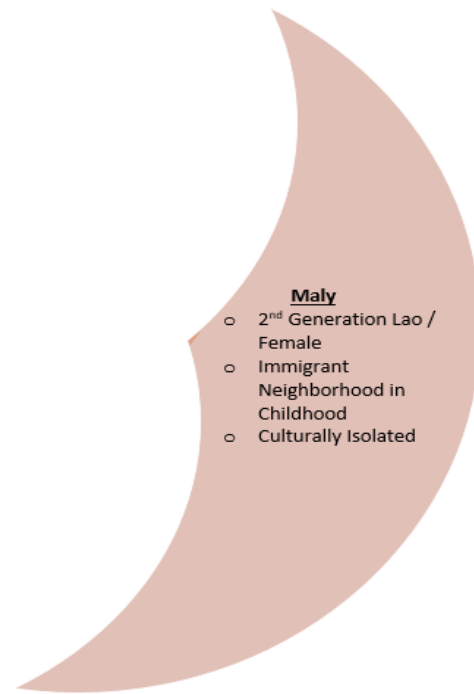 Maly
o 2nd Generation Lao /
Female
o Immigrant
Neighborhood in
Childhood
o Culturally Isolated